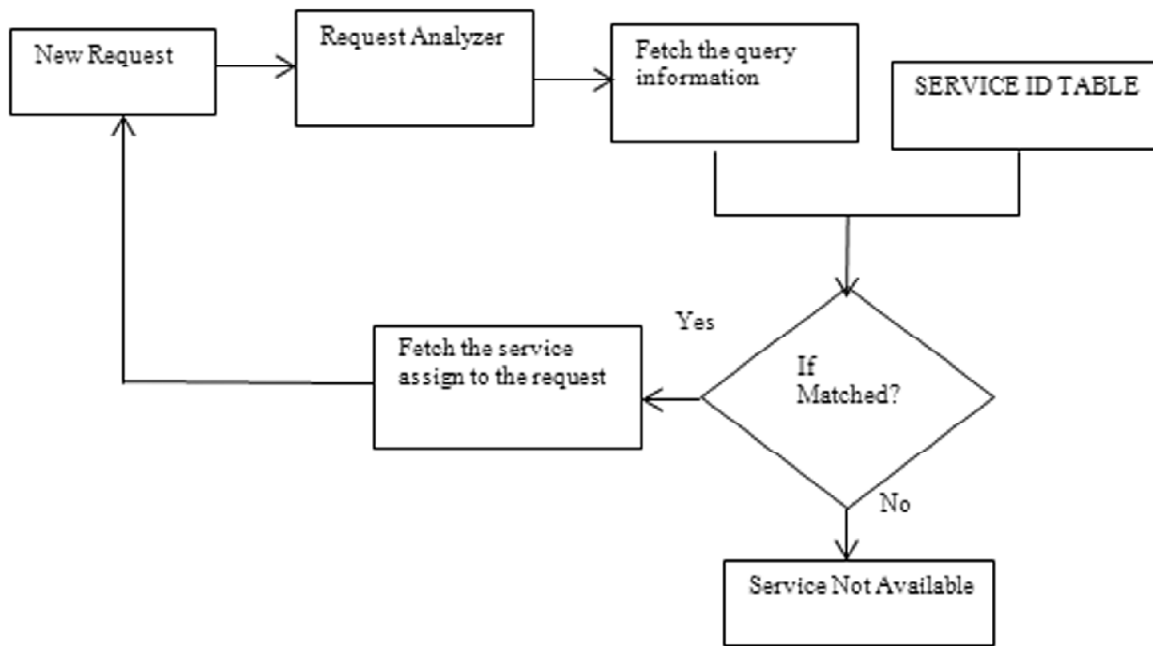 New Request
Request Analyzer
Fetch the query
information
SERVICE ID TABLE
Yes
Fetch the service
assign to the request
If
Matched?
No
Service Not Available